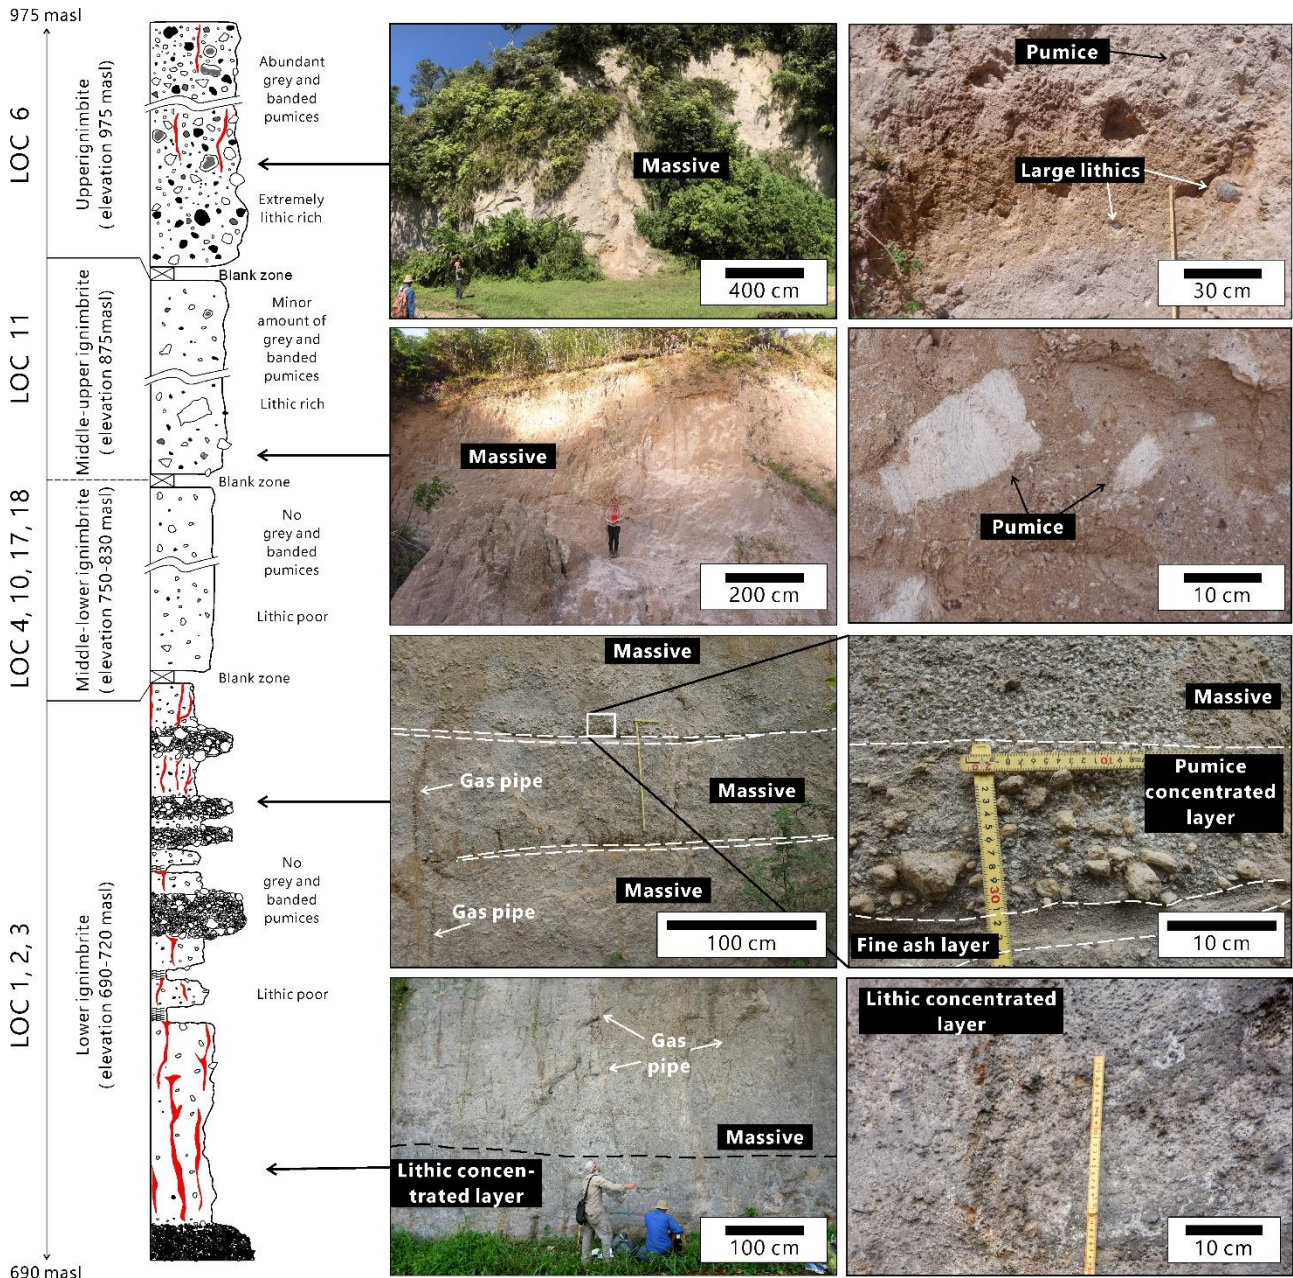 975 masl
LOC 6
Upperignimbite
( elevation 975 masl)
Abundant
grey and
banded
pumices
Extremely
lithic rich
Blank zone
LOC 11
Middle-upper ignimbrite
( elevation 875masl)
Minor
amount of
grey and
banded
pumices
Lithic rich
Blank zone
LOC 4, 10, 17, 18
Middle-lower ignimbrite
( elevation 750-830 masl)
No
grey and
banded
pumices
Lithic poor
Blank zone
LOC 1, 2, 3
Lower ignimbrite
( elevation 690-720 masl)
No
grey and
banded
pumices
Lithic poor
690 masl
Massive
400 cm
Pumice
Large lithics
30 cm
Massive
200 cm
Pumice
10 cm
Massive
Gas pipe
Massive
Massive
Gas pipe
100 cm
Massive
Pumice
concentrated
layer
Fine ash layer
10 cm
Gas
pipe
Massive
Lithic concen-
trated layer
100 cm
Lithic concentrated
layer
10 cm